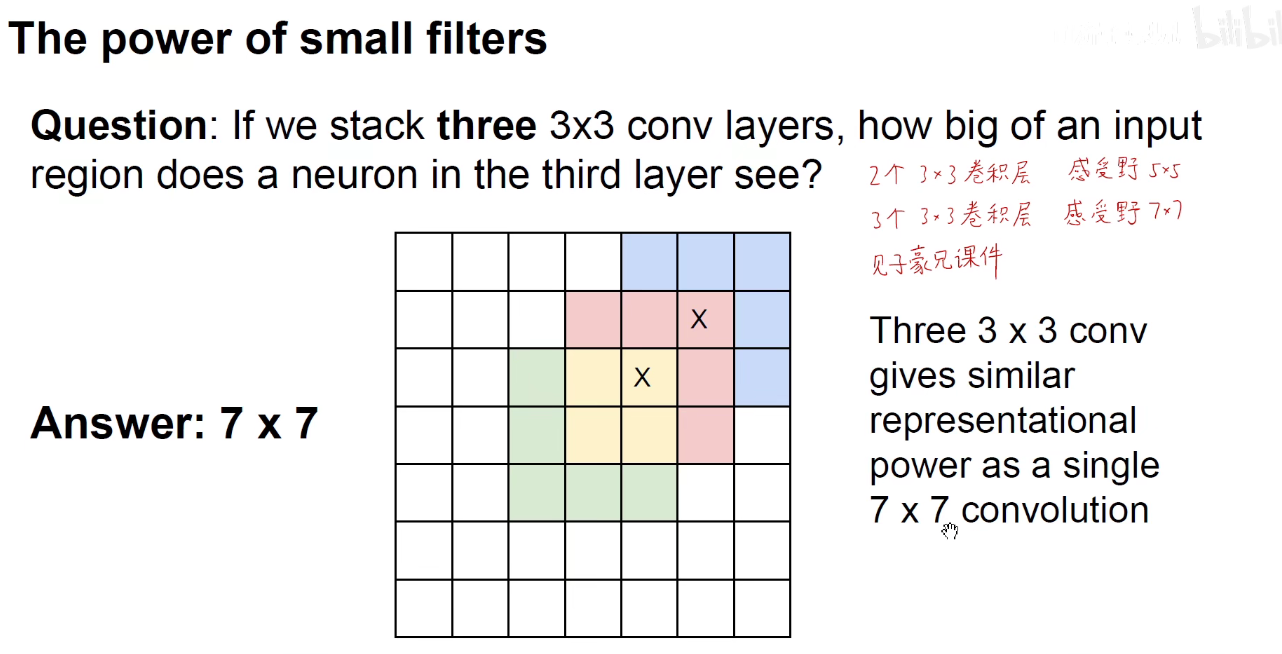 The power of small filters
bilibil
Question: If we stack three 3x3 conv layers, how big of an input
region does a neuron in the third layer see?
2个 3×3卷积层 感受野 5×5
3个 3×3卷积层 感受野 7×7
见子豪兄课件
X
X
Answer: 7 x 7
Three 3 x 3 conv
gives similar
representational
power as a single
7 x 7 convolution